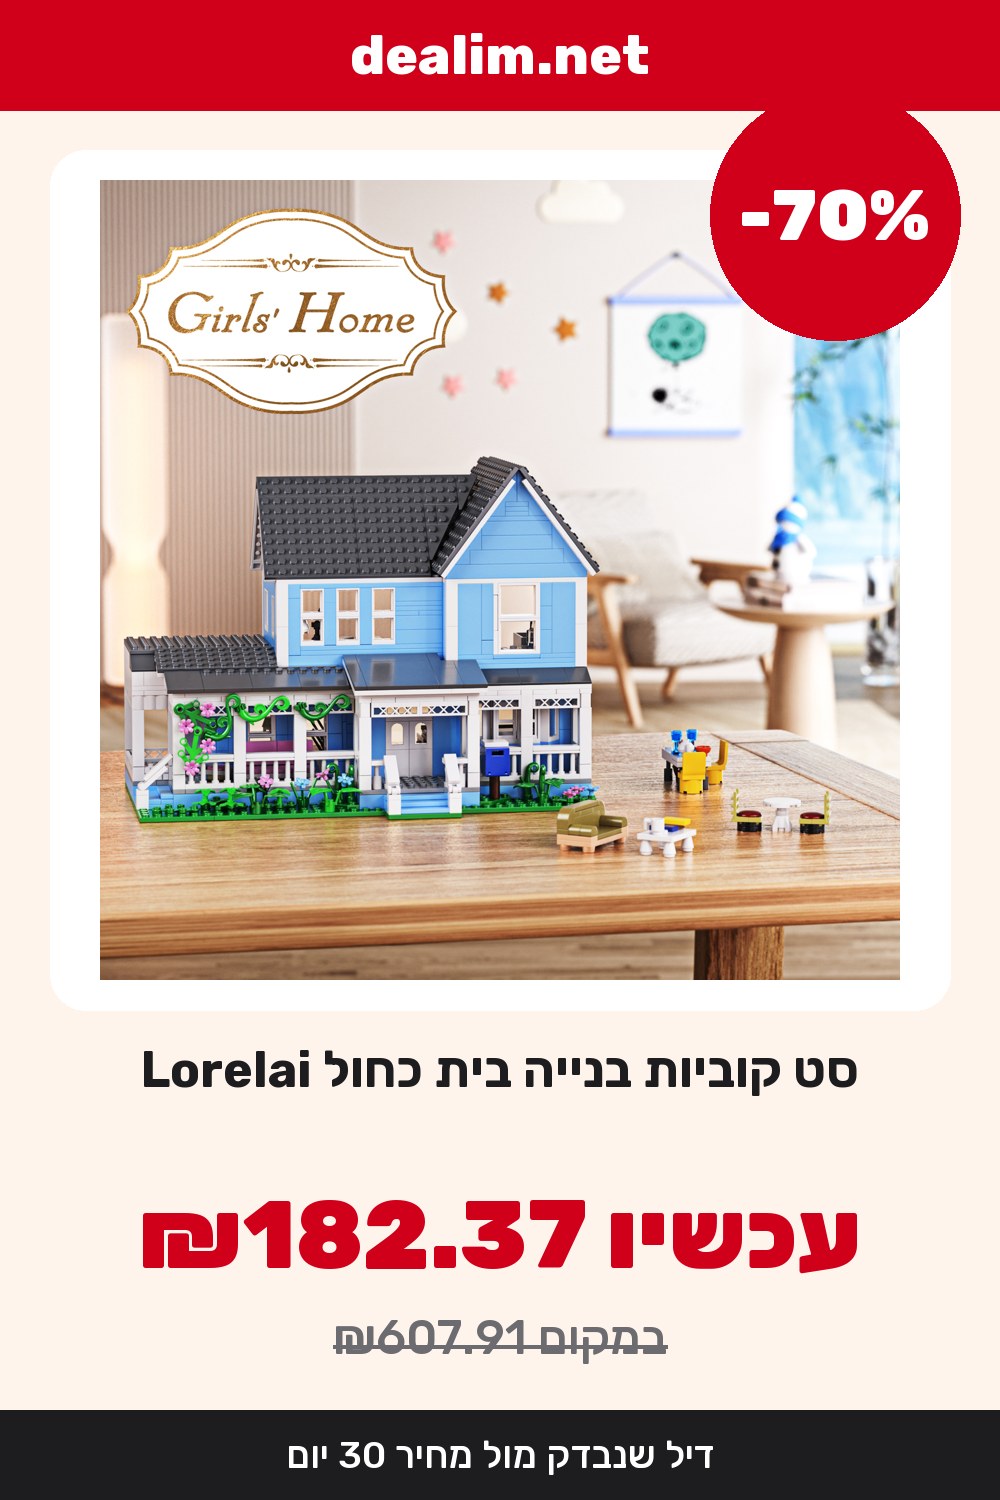 dealim.net
-70%
Girls' Home
סט קוביות בנייה בית כחול Lorelai
עכשיו ₪182.37
במקום ₪607.91
דיל שנבדק מול מחיר 30 יום